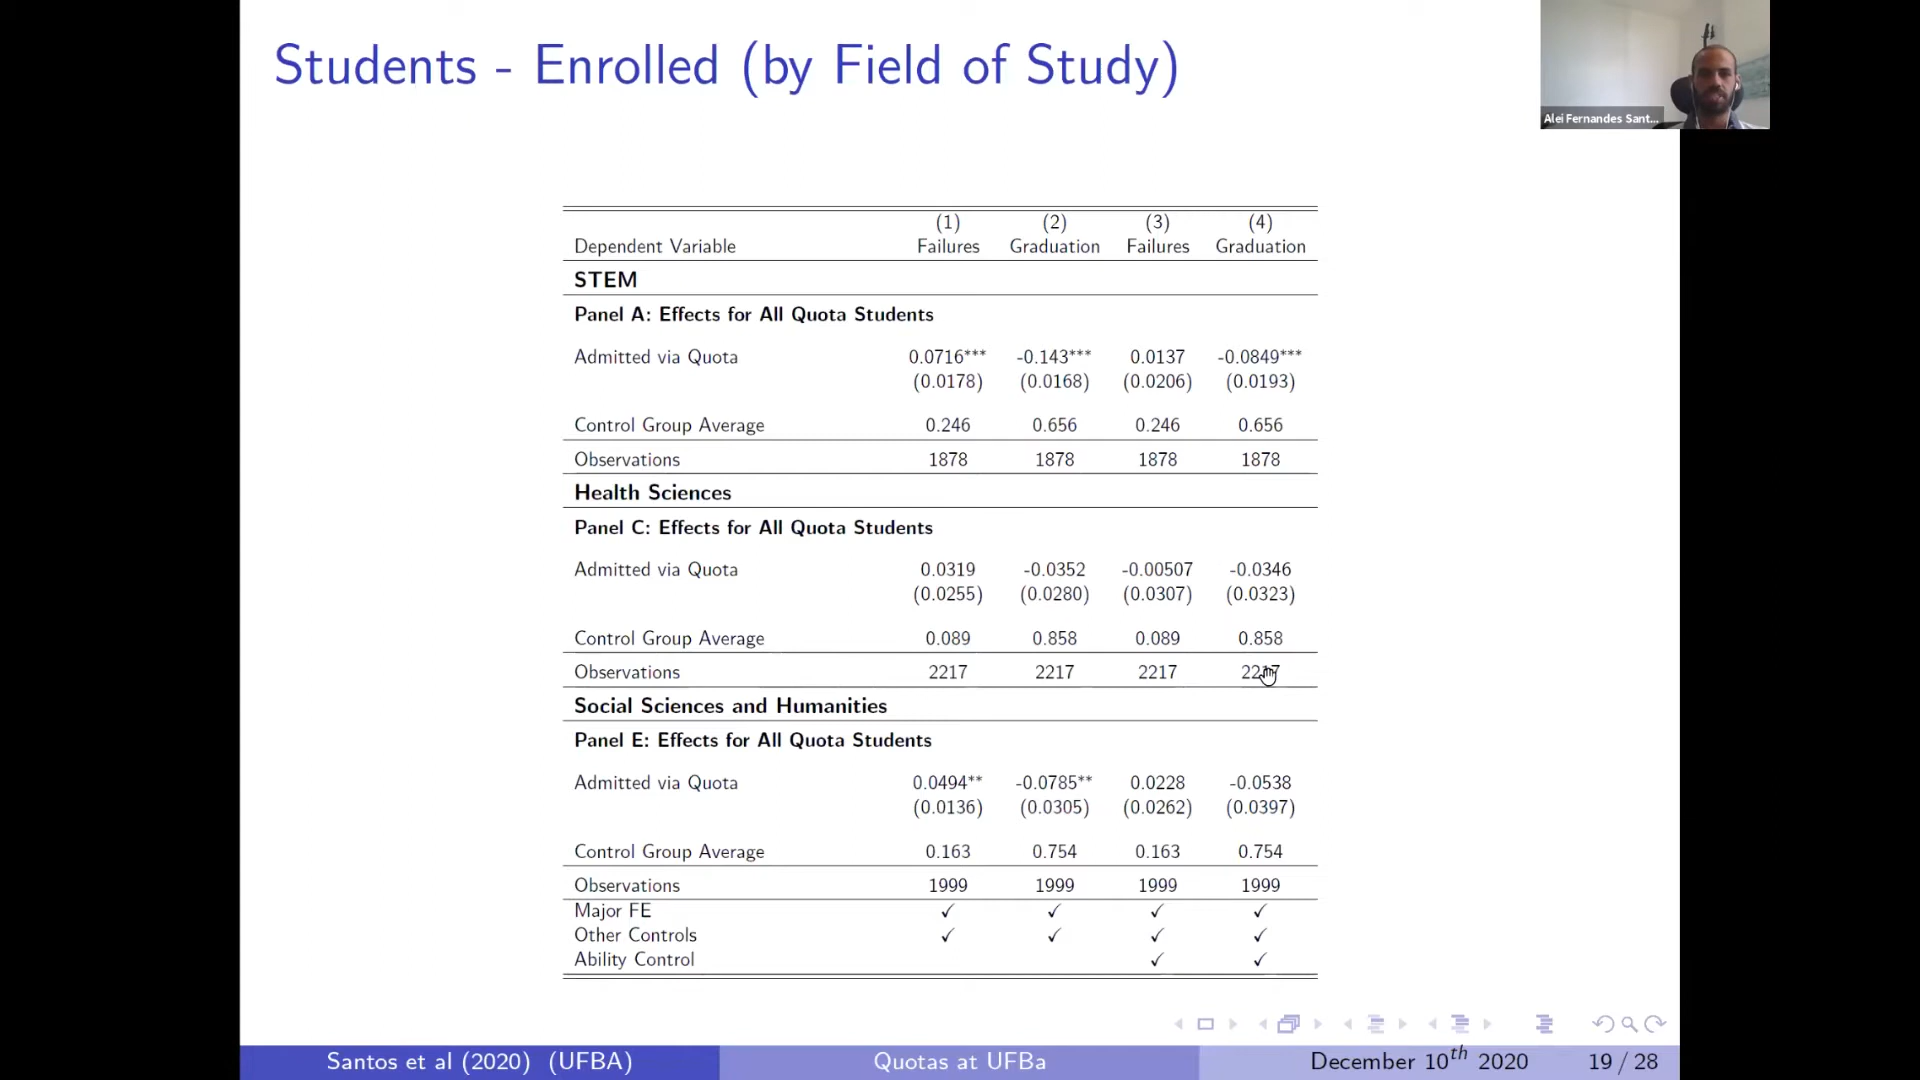 Students - Enrolled (by Field of Study)
Alei Fernandes Sant...
(1) (2) (3) (4)
Dependent Variable Failures Graduation Failures Graduation
STEM
Panel A: Effects for All Quota Students
Admitted via Quota 0.0716*** -0.143*** 0.0137 -0.0849***
(0.0178) (0.0168) (0.0206) (0.0193)
Control Group Average 0.246 0.656 0.246 0.656
Observations 1878 1878 1878 1878
Health Sciences
Panel C: Effects for All Quota Students
Admitted via Quota 0.0319 -0.0352 -0.00507 -0.0346
(0.0255) (0.0280) (0.0307) (0.0323)
Control Group Average 0.089 0.858 0.089 0.858
Observations 2217 2217 2217 2217
Social Sciences and Humanities
Panel E: Effects for All Quota Students
Admitted via Quota 0.0494** -0.0785** 0.0228 -0.0538
(0.0136) (0.0305) (0.0262) (0.0397)
Control Group Average 0.163 0.754 0.163 0.754
Observations 1999 1999 1999 1999
Major FE ✓ ✓ ✓ ✓
Other Controls ✓ ✓ ✓ ✓
Ability Control ✓ ✓
Santos et al (2020) (UFBA) Quotas at UFBa December 10th 2020 19 / 28